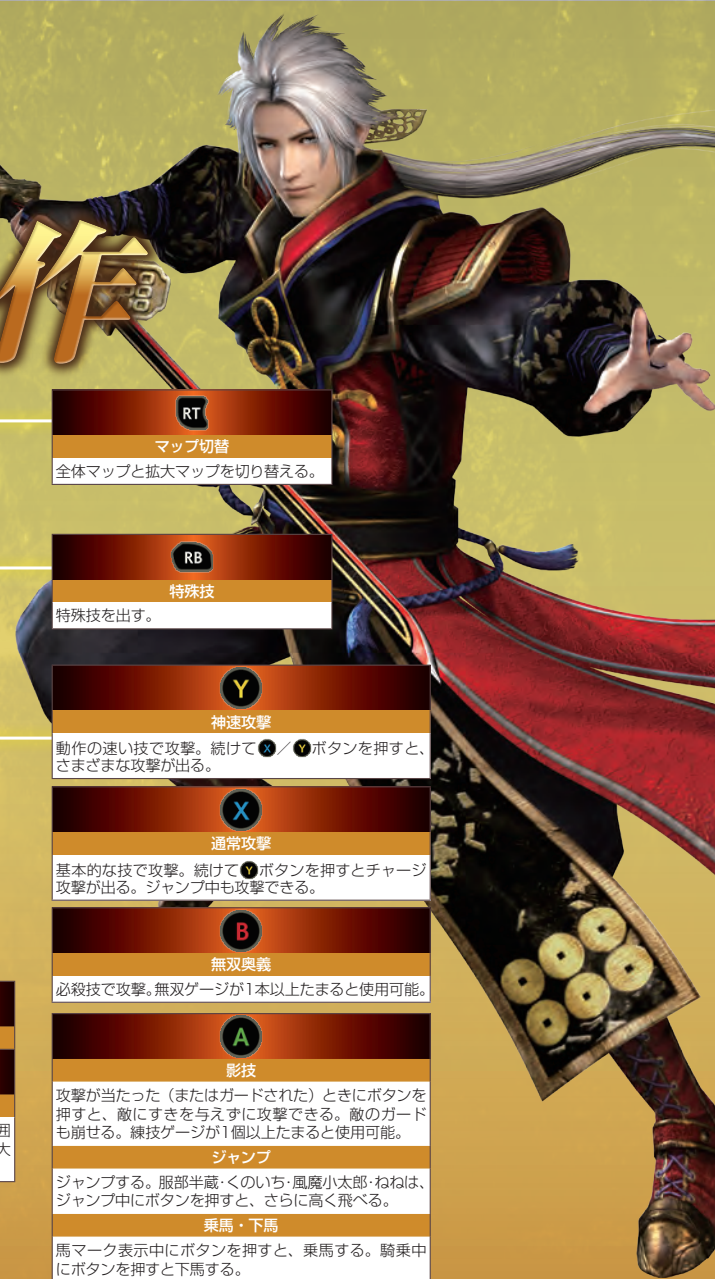 作
RT
マップ切替
全体マップと拡大マップを切り替える。
RB
特殊技
特殊技を出す。
Y
神速攻撃
動作の速い技で攻撃。続けてX／Yボタンを押すと、
さまざまな攻撃が出る。
X
通常攻撃
基本的な技で攻撃。続けてYボタンを押すとチャージ
攻撃が出る。ジャンプ中も攻撃できる。
B
無双奥義
必殺技で攻撃。無双ゲージが1本以上たまると使用可能。
A
影技
攻撃が当たった（またはガードされた）ときにボタンを
押すと、敵にすきを与えずに攻撃できる。敵のガード
も崩せる。練技ゲージが1個以上たまると使用可能。
ジャンプ
ジャンプする。服部半蔵・くのいち・風魔小太郎・ねねは、
ジャンプ中にボタンを押すと、さらに高く飛べる。
乗馬・下馬
馬マーク表示中にボタンを押すと、乗馬する。騎乗中
にボタンを押すと下馬する。
囲
大